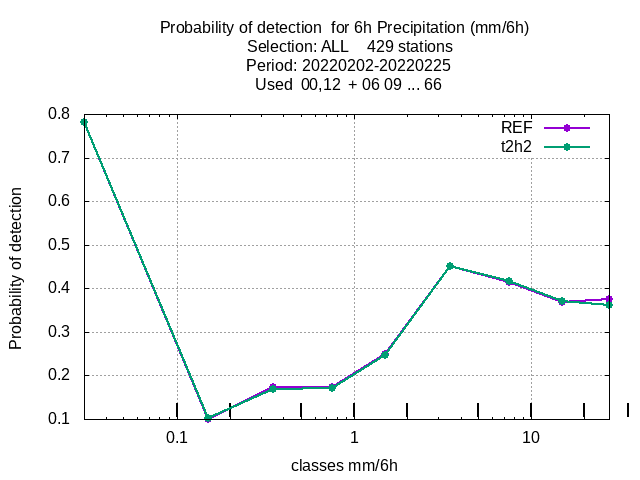 Probability of detection  for 6h Precipitation (mm/6h)
Selection: ALL    429 stations
Period: 20220202-20220225
Used  00,12  + 06 09 ... 66
REF
t2h2
Probability of detection
0.8
0.7
0.6
0.5
0.4
0.3
0.2
0.1
0.1 1 10
classes mm/6h